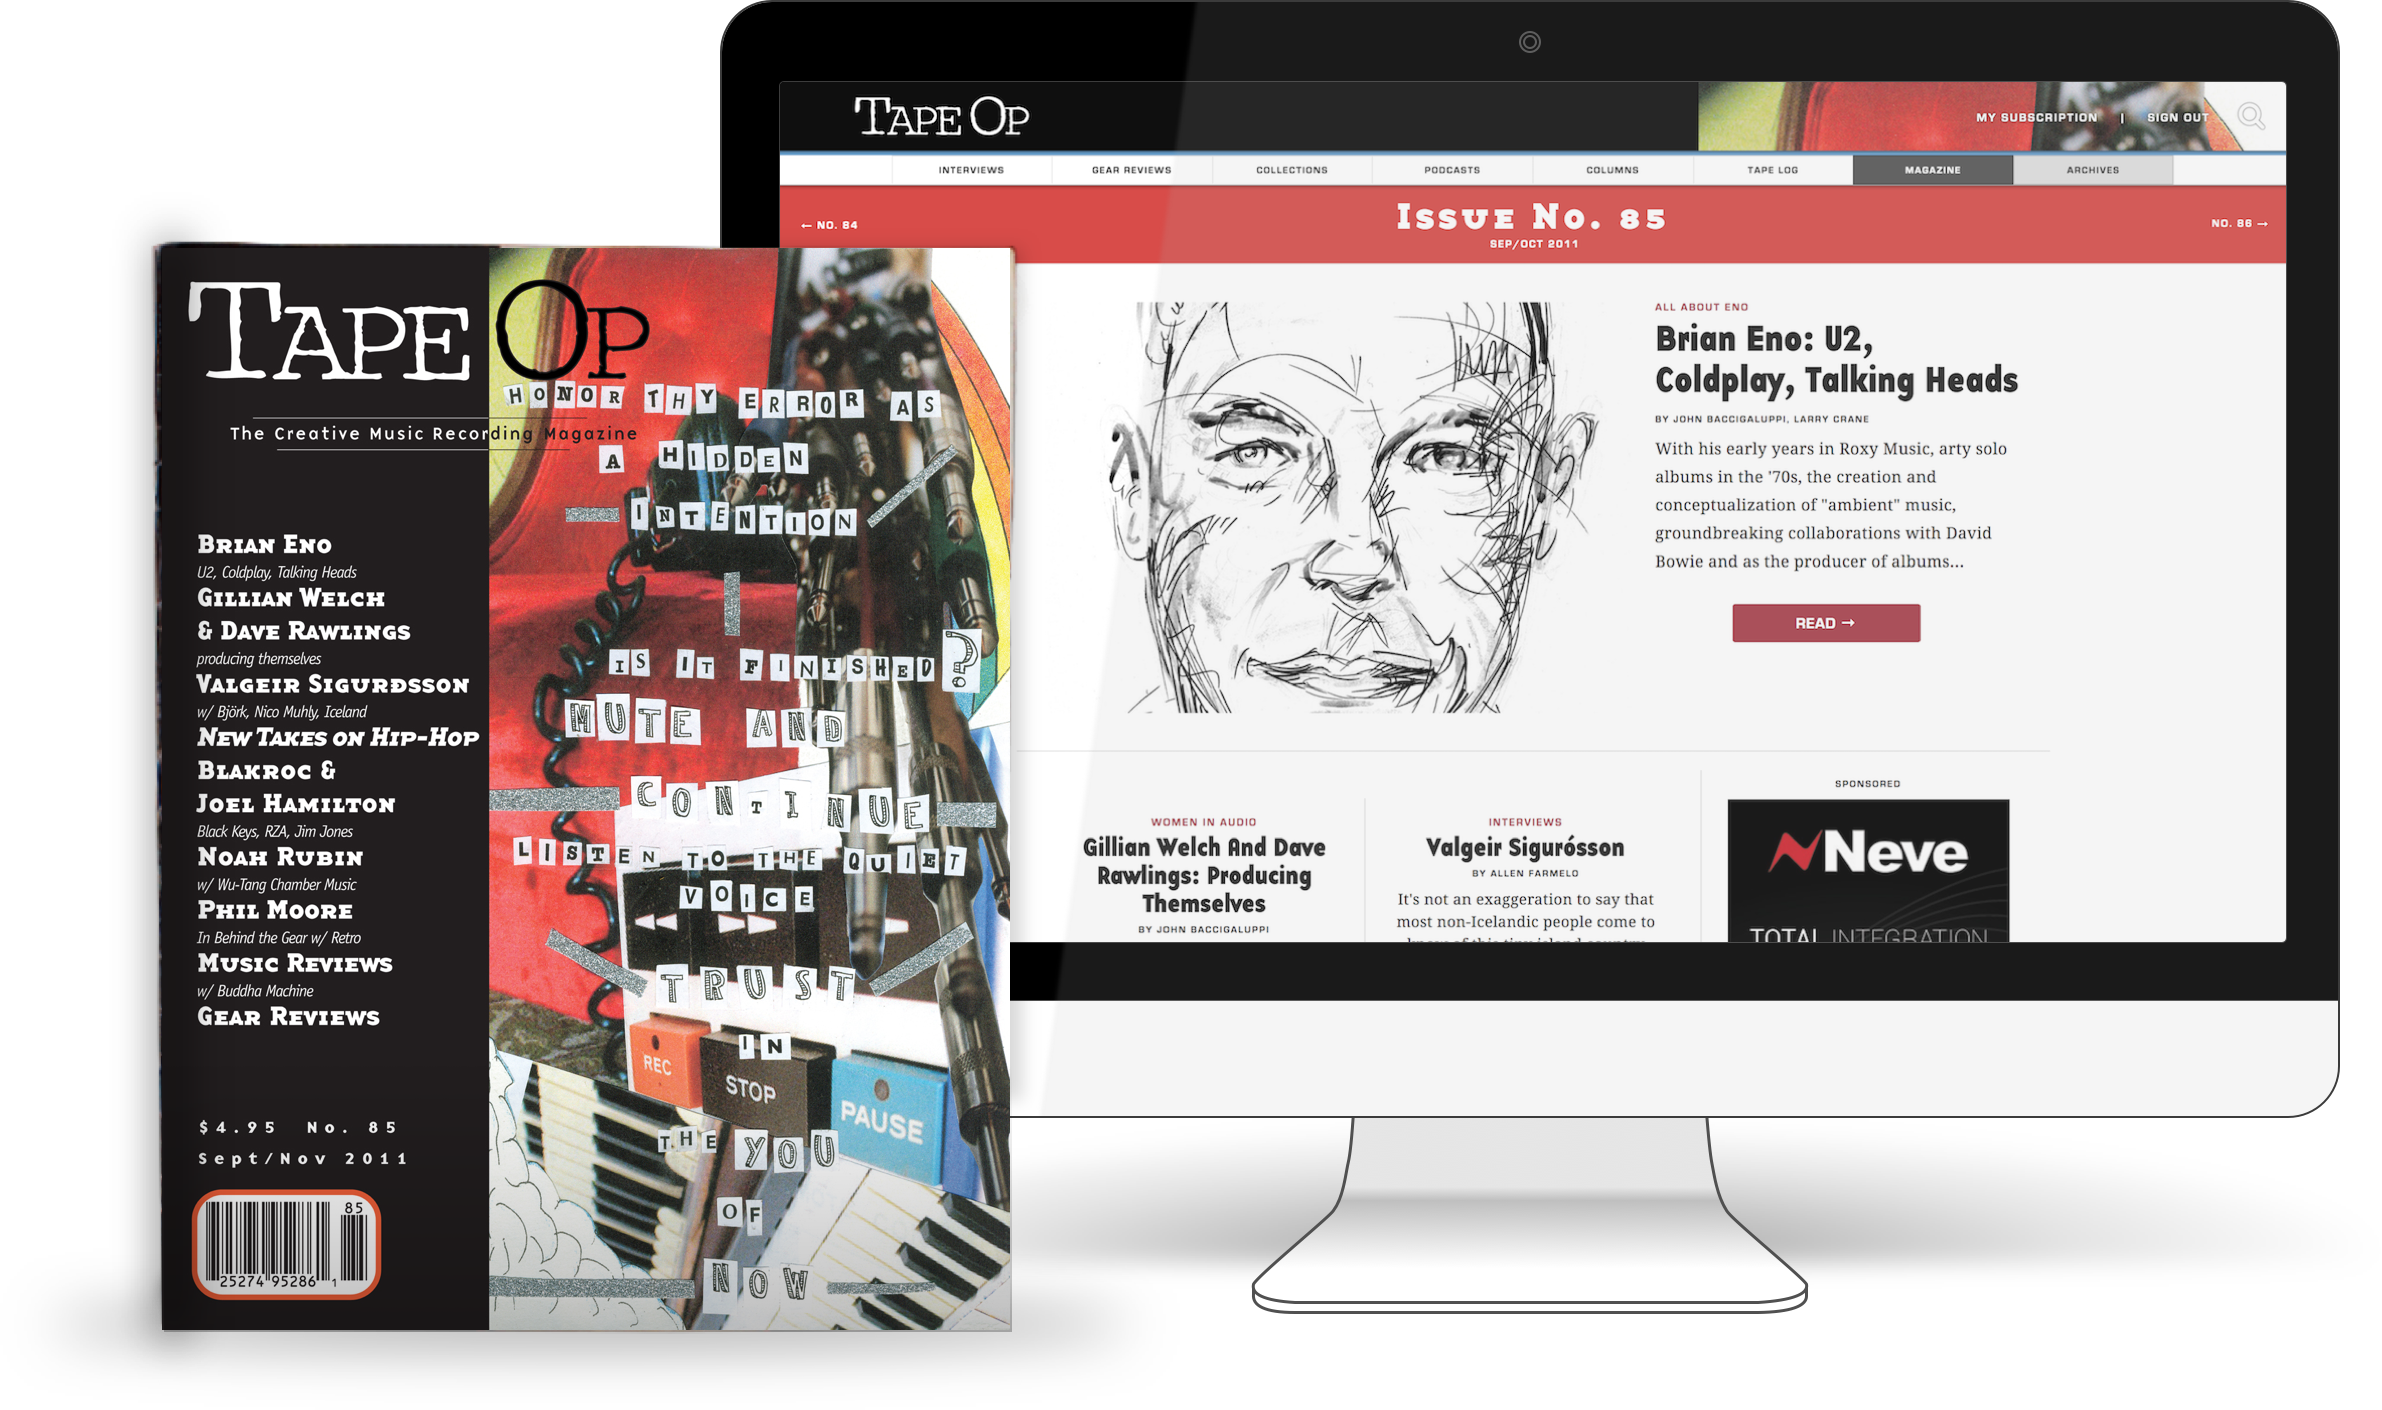 TAPE OP
The Creative Music Recording Magazine
BRIAN ENO
U2, Coldplay, Talking Heads
GILLIAN WELCH
& DAVE RAWLINGS
producing themselves
VALGEIR SIGURÐSSON
w/ Björk, Nico Muhly, Iceland
NEW TAKES ON HIP-HOP
BLAKROC &
JOEL HAMILTON
Black Keys, RZA, Jim Jones
NOAH RUBIN
w/ Wu-Tang Chamber Music
PHIL MOORE
In Behind the Gear w/ Retro
MUSIC REVIEWS
w/ Buddha Machine
GEAR REVIEWS
$4.95 No. 85
Sept/Nov 2011
85
25274 95286 1
HONOR THY ERROR AS
A HIDDEN
INTENTION
IS IT FINISHED?
MUTE AND
CONTINUE
LISTEN TO THE QUIET
VOICE
TRUST
IN
REC
STOP
PAUSE
THE YOU
OF
NOW
TAPE OP
MY SUBSCRIPTION | SIGN OUT
INTERVIEWS
GEAR REVIEWS
COLLECTIONS
PODCASTS
COLUMNS
TAPE LOG
MAGAZINE
ARCHIVES
← NO. 84
ISSUE NO. 85
SEP/OCT 2011
NO. 86 →
ALL ABOUT ENO
Brian Eno: U2,
Coldplay, Talking Heads
BY JOHN BACCIGALUPPI, LARRY CRANE
With his early years in Roxy Music, arty solo
albums in the '70s, the creation and
conceptualization of "ambient" music,
groundbreaking collaborations with David
Bowie and as the producer of albums...
READ →
WOMEN IN AUDIO
Gillian Welch And Dave
Rawlings: Producing
Themselves
BY JOHN BACCIGALUPPI
INTERVIEWS
Valgeir Sigurósson
BY ALLEN FARMELO
It's not an exaggeration to say that
most non-Icelandic people come to
know of this tiny island country
SPONSORED
Neve
TOTAL INTEGRATION